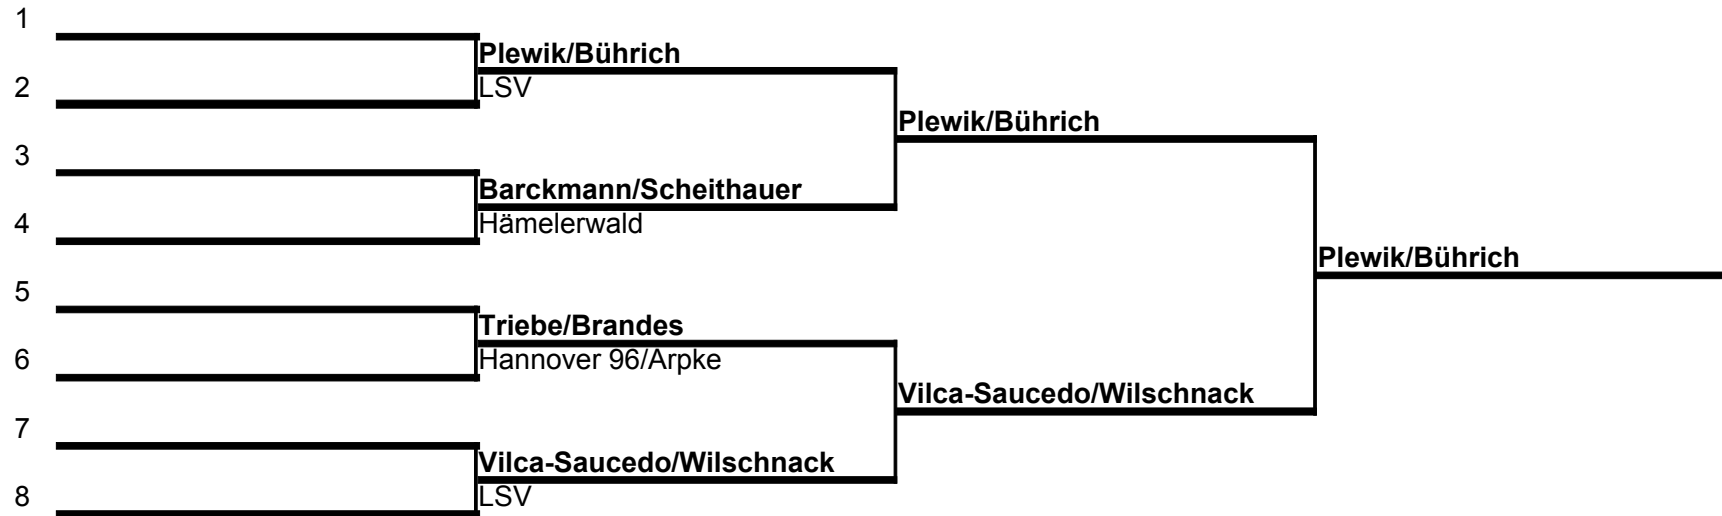 1
Plewik/Bührich
2
LSV
Plewik/Bührich
3
Barckmann/Scheithauer
4
Hämelerwald
Plewik/Bührich
5
Triebe/Brandes
6
Hannover 96/Arpke
Vilca-Saucedo/Wilschnack
7
Vilca-Saucedo/Wilschnack
8
LSV